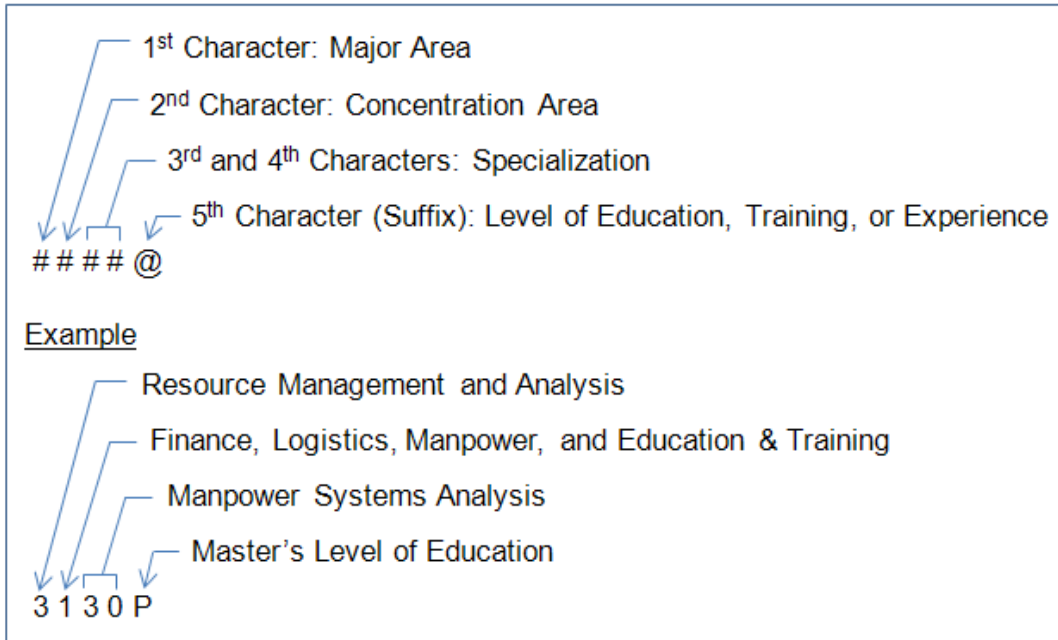 1st Character: Major Area
2nd Character: Concentration Area
3rd and 4th Characters: Specialization
5th Character (Suffix): Level of Education, Training, or Experience
# # # # @
Example
Resource Management and Analysis
Finance, Logistics, Manpower, and Education & Training
Manpower Systems Analysis
Master's Level of Education
3 1 3 0 P